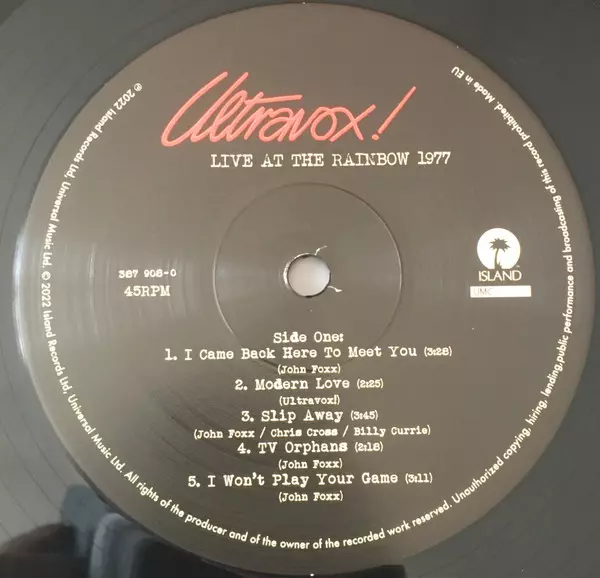 Ultravox!
LIVE AT THE RAINBOW 1977
387 908-0
45RPM
ISLAND
UMC
Side One:
1. I Came Back Here To Meet You (3:28)
(John Foxx)
2. Modern Love (2:25)
(Ultravox!)
3. Slip Away (3:45)
(John Foxx / Chris Cross / Billy Currie)
4. TV Orphans (2:18)
(John Foxx)
5. I Won't Play Your Game (3:11)
(John Foxx)
℗ 2022 Island Records Ltd, Universal Music Ltd. © 2022 Island Records Ltd, Universal Music Ltd. All rights of the producer and of the owner of the recorded work reserved. Unauthorized copying, hiring, lending, public performance and broadcasting of this record prohibited. Made in EU